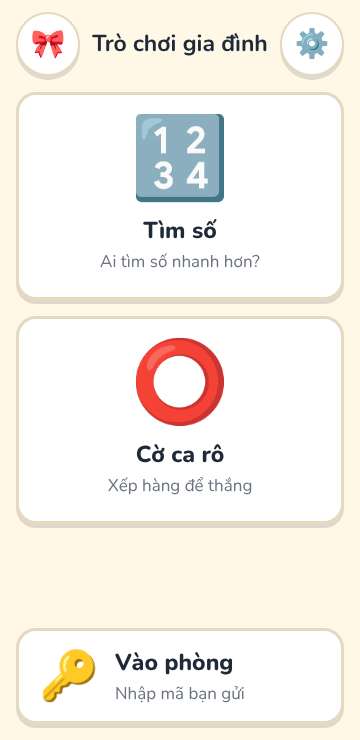 Trò chơi gia đình
1 2
3 4
Tìm số
Ai tìm số nhanh hơn?
Cờ ca rô
Xếp hàng để thắng
Vào phòng
Nhập mã bạn gửi